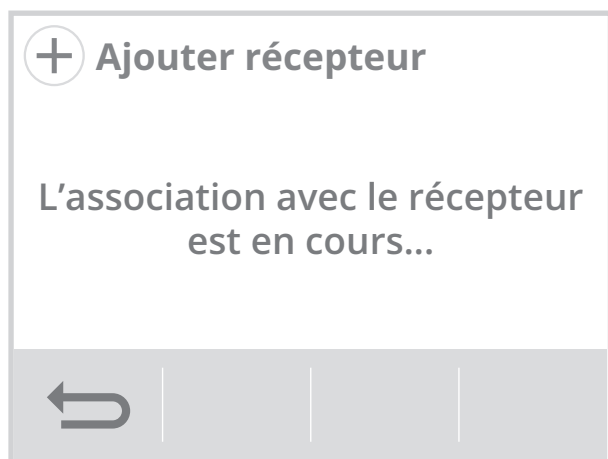 Ajouter récepteur
L’association avec le récepteur
est en cours...